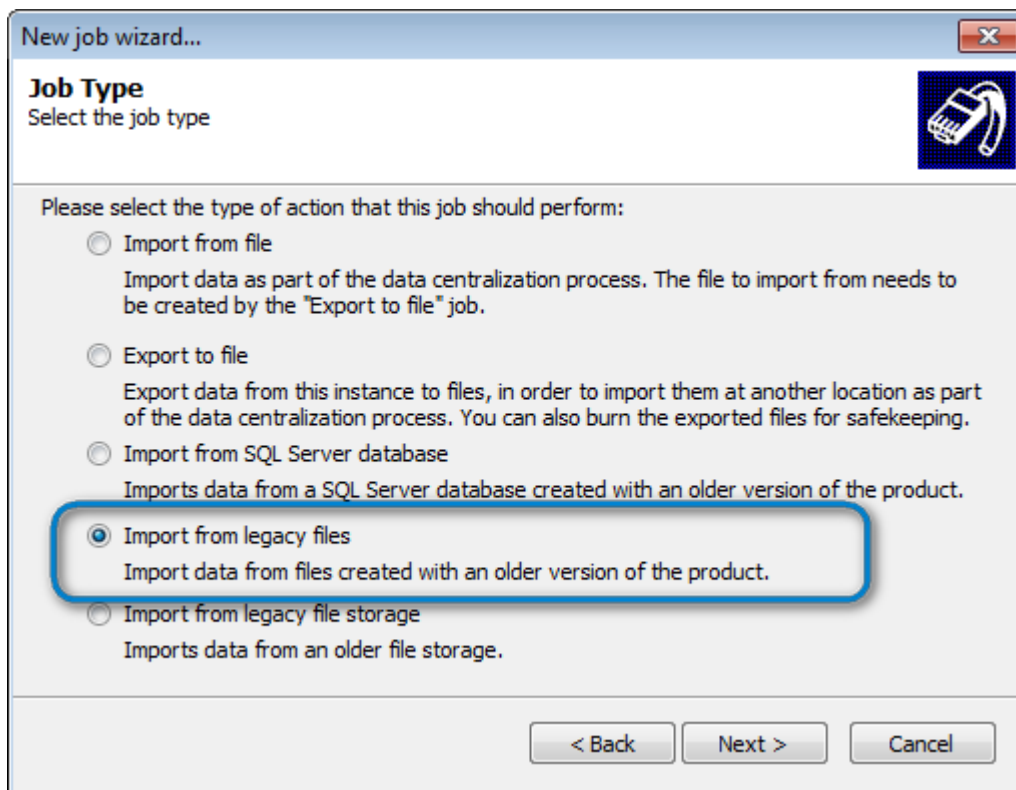 New job wizard...
Job Type
Select the job type
Please select the type of action that this job should perform:
Import from file
Import data as part of the data centralization process. The file to import from needs to
be created by the "Export to file" job.
Export to file
Export data from this instance to files, in order to import them at another location as part
of the data centralization process. You can also burn the exported files for safekeeping.
Import from SQL Server database
Imports data from a SQL Server database created with an older version of the product.
Import from legacy files
Import data from files created with an older version of the product.
Import from legacy file storage
Imports data from an older file storage.
< Back
Next >
Cancel